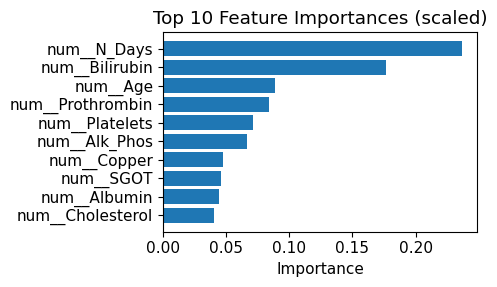 Top 10 Feature Importances (scaled)
num__N_Days
num__Bilirubin
num__Age
num__Prothrombin
num__Platelets
num__Alk_Phos
num__Copper
num__SGOT
num__Albumin
num__Cholesterol
0.00 0.05 0.10 0.15 0.20
Importance